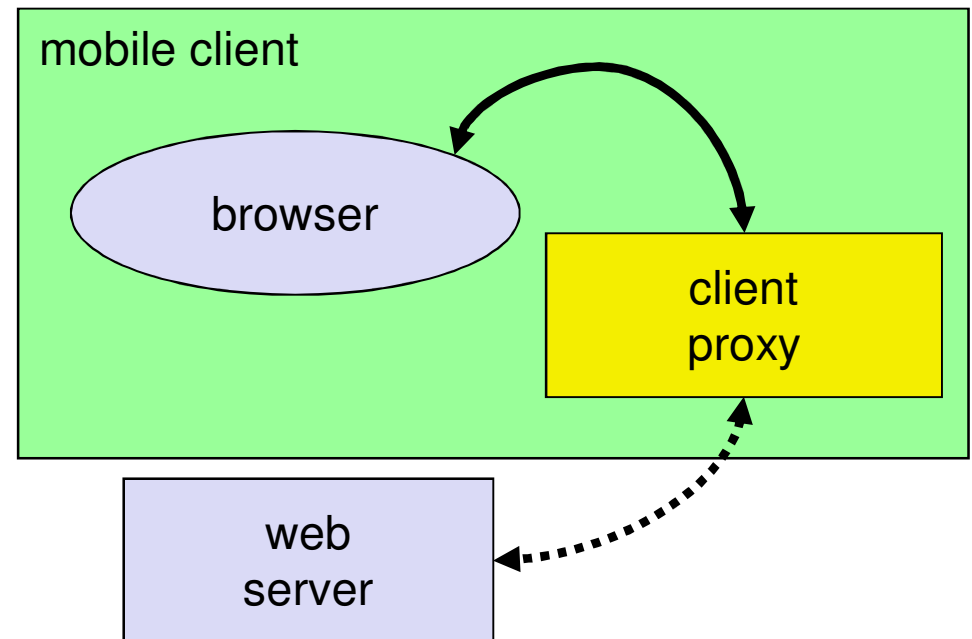 mobile client
browser
client
proxy
web
server